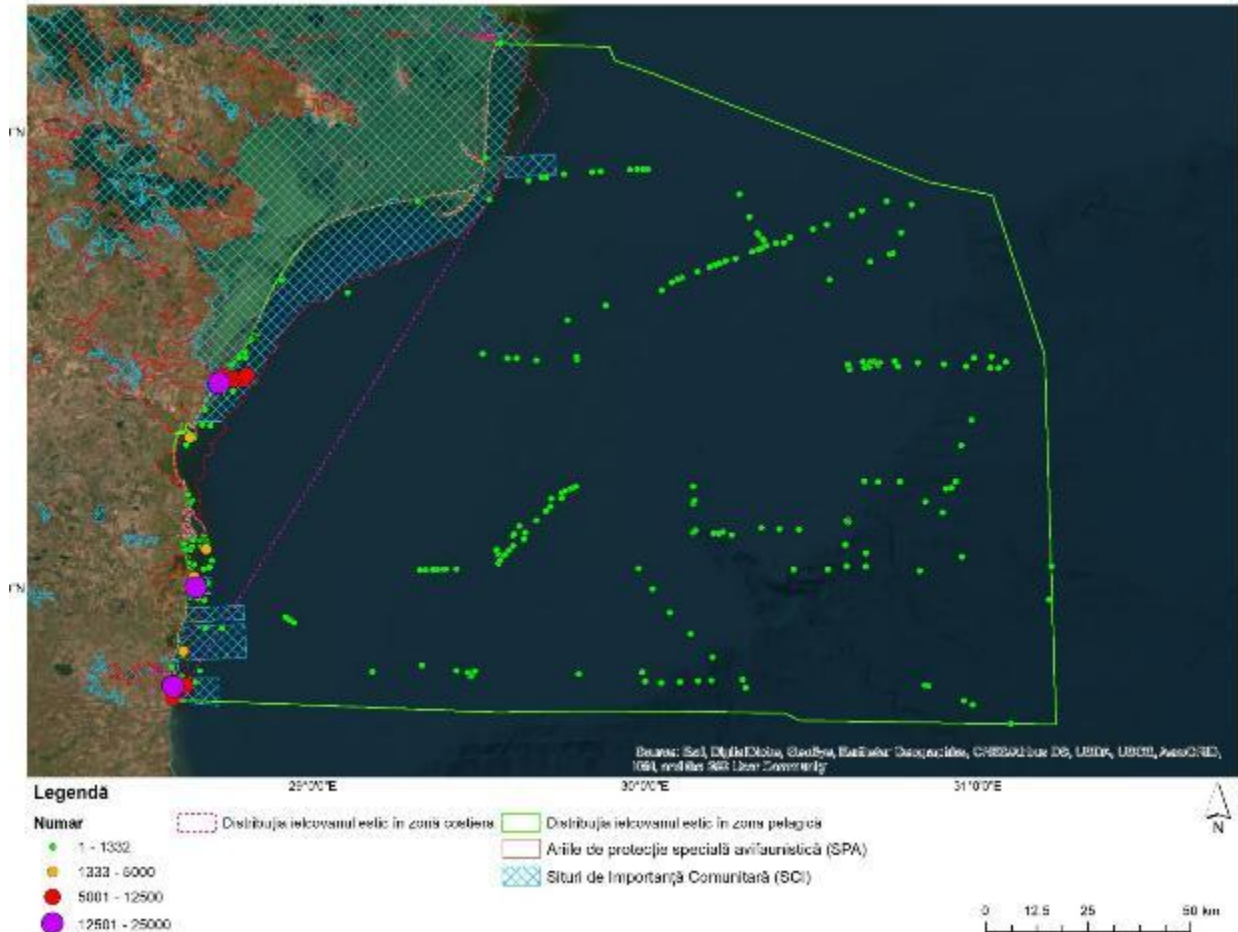 29°0'0"E
30°0'0"E
31°0'0"E
N
Legendă
Numar
1 - 1332
1333 - 5000
5001 - 12500
12501 - 25000
Distribuția ielcovanul estic în zona costiera
Distribuția ielcovanul estic în zona pelagică
Ariile de protecție specială avifaunistică (SPA)
Situri de Importanță Comunitară (SCI)
0 12.5 25 50 km